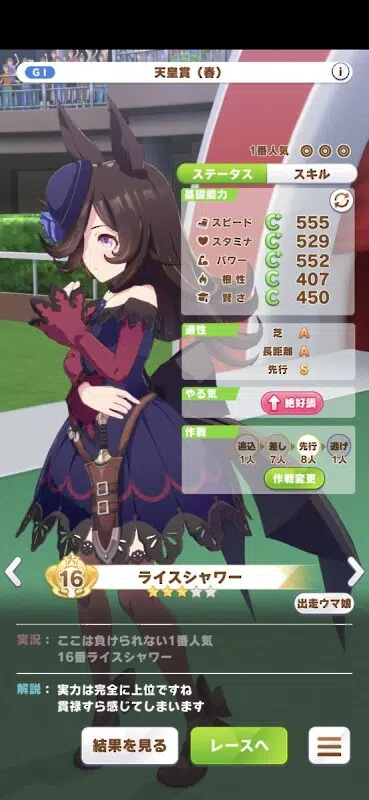 GI
天皇賞（春）
1番人気 ◎ ◎ ◎
ステータス スキル
基礎能力
スピード C 555
スタミナ C 529
パワー C 552
根性 C 407
賢さ C 450
適性
芝 A
長距離 A
先行 S
やる気
絶好調
作戦
追込 差し 先行 逃げ
1人 7人 8人 1人
作戦変更
16 ライスシャワー
出走ウマ娘
実況： ここは負けられない1番人気
16番ライスシャワー
解説： 実力は完全に上位ですね
貫禄すら感じてしまいます
結果を見る
レースへ